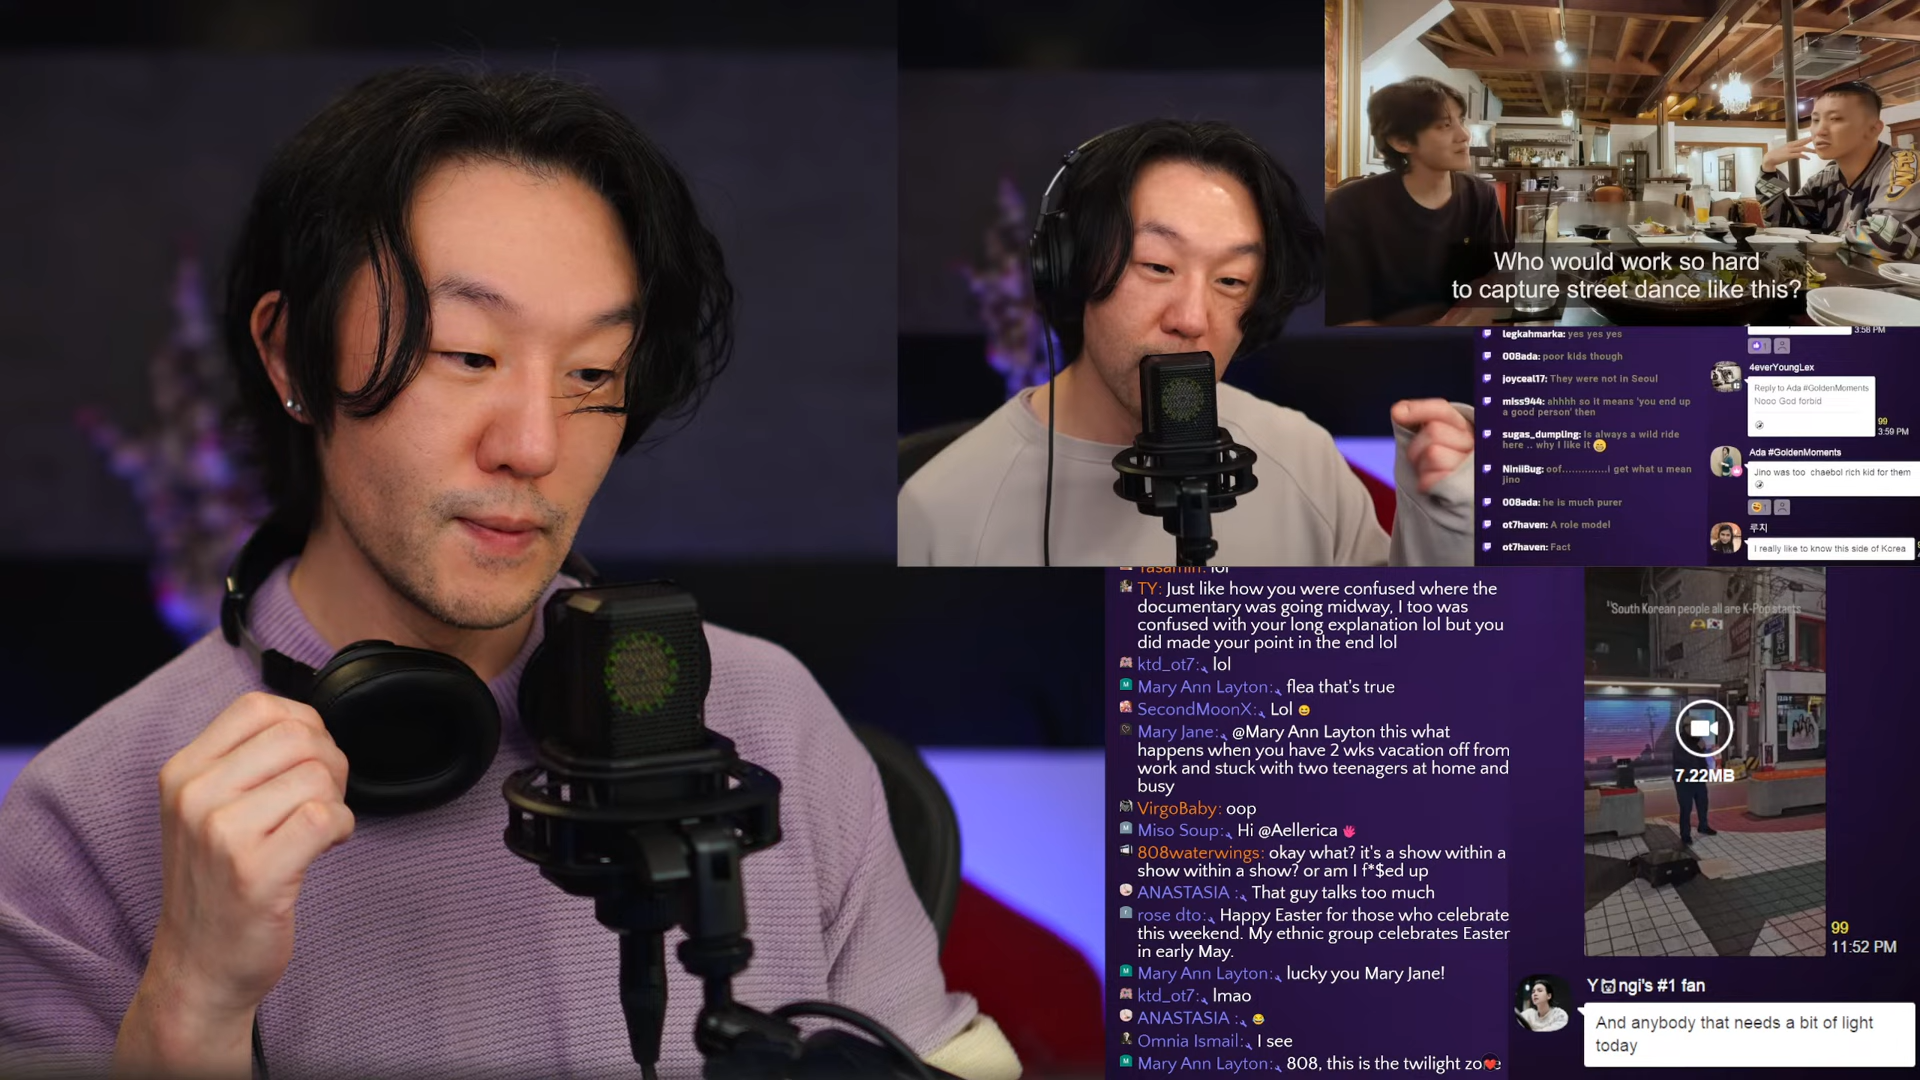 Who would work so hard
to capture street dance like this?
legkahmarka: yes yes yes
008ada: poor kids though
joyceal17: They were not in Seoul
miss944: ahhhh so it means 'you end up
a good person' then
sugas_dumpling: Is always a wild ride
here .. why I like it
NiniiBug: oof..............i get what u mean
jino
008ada: he is much purer
ot7haven: A role model
ot7haven: Fact
3:58 PM
4everYoungLex
Reply to Ada #GoldenMoments
Nooo God forbid
99
3:59 PM
Ada #GoldenMoments
Jino was too chaebol rich kid for them
루지
I really like to know this side of Korea
Yasamin: lol
TY: Just like how you were confused where the
documentary was going midway, I too was
confused with your long explanation lol but you
did made your point in the end lol
ktd_ot7: lol
Mary Ann Layton: flea that's true
SecondMoonX: Lol
Mary Jane: @Mary Ann Layton this what
happens when you have 2 wks vacation off from
work and stuck with two teenagers at home and
busy
VirgoBaby: oop
Miso Soup: Hi @Aellerica
808waterwings: okay what? it's a show within a
show within a show? or am I f*$ed up
ANASTASIA : That guy talks too much
rose dto: Happy Easter for those who celebrate
this weekend. My ethnic group celebrates Easter
in early May.
Mary Ann Layton: lucky you Mary Jane!
ktd_ot7: lmao
ANASTASIA :
Omnia Ismail: I see
Mary Ann Layton: 808, this is the twilight zone
"South Korean people all are K-Pop starts
7.22MB
99
11:52 PM
Y🐱ngi's #1 fan
And anybody that needs a bit of light
today